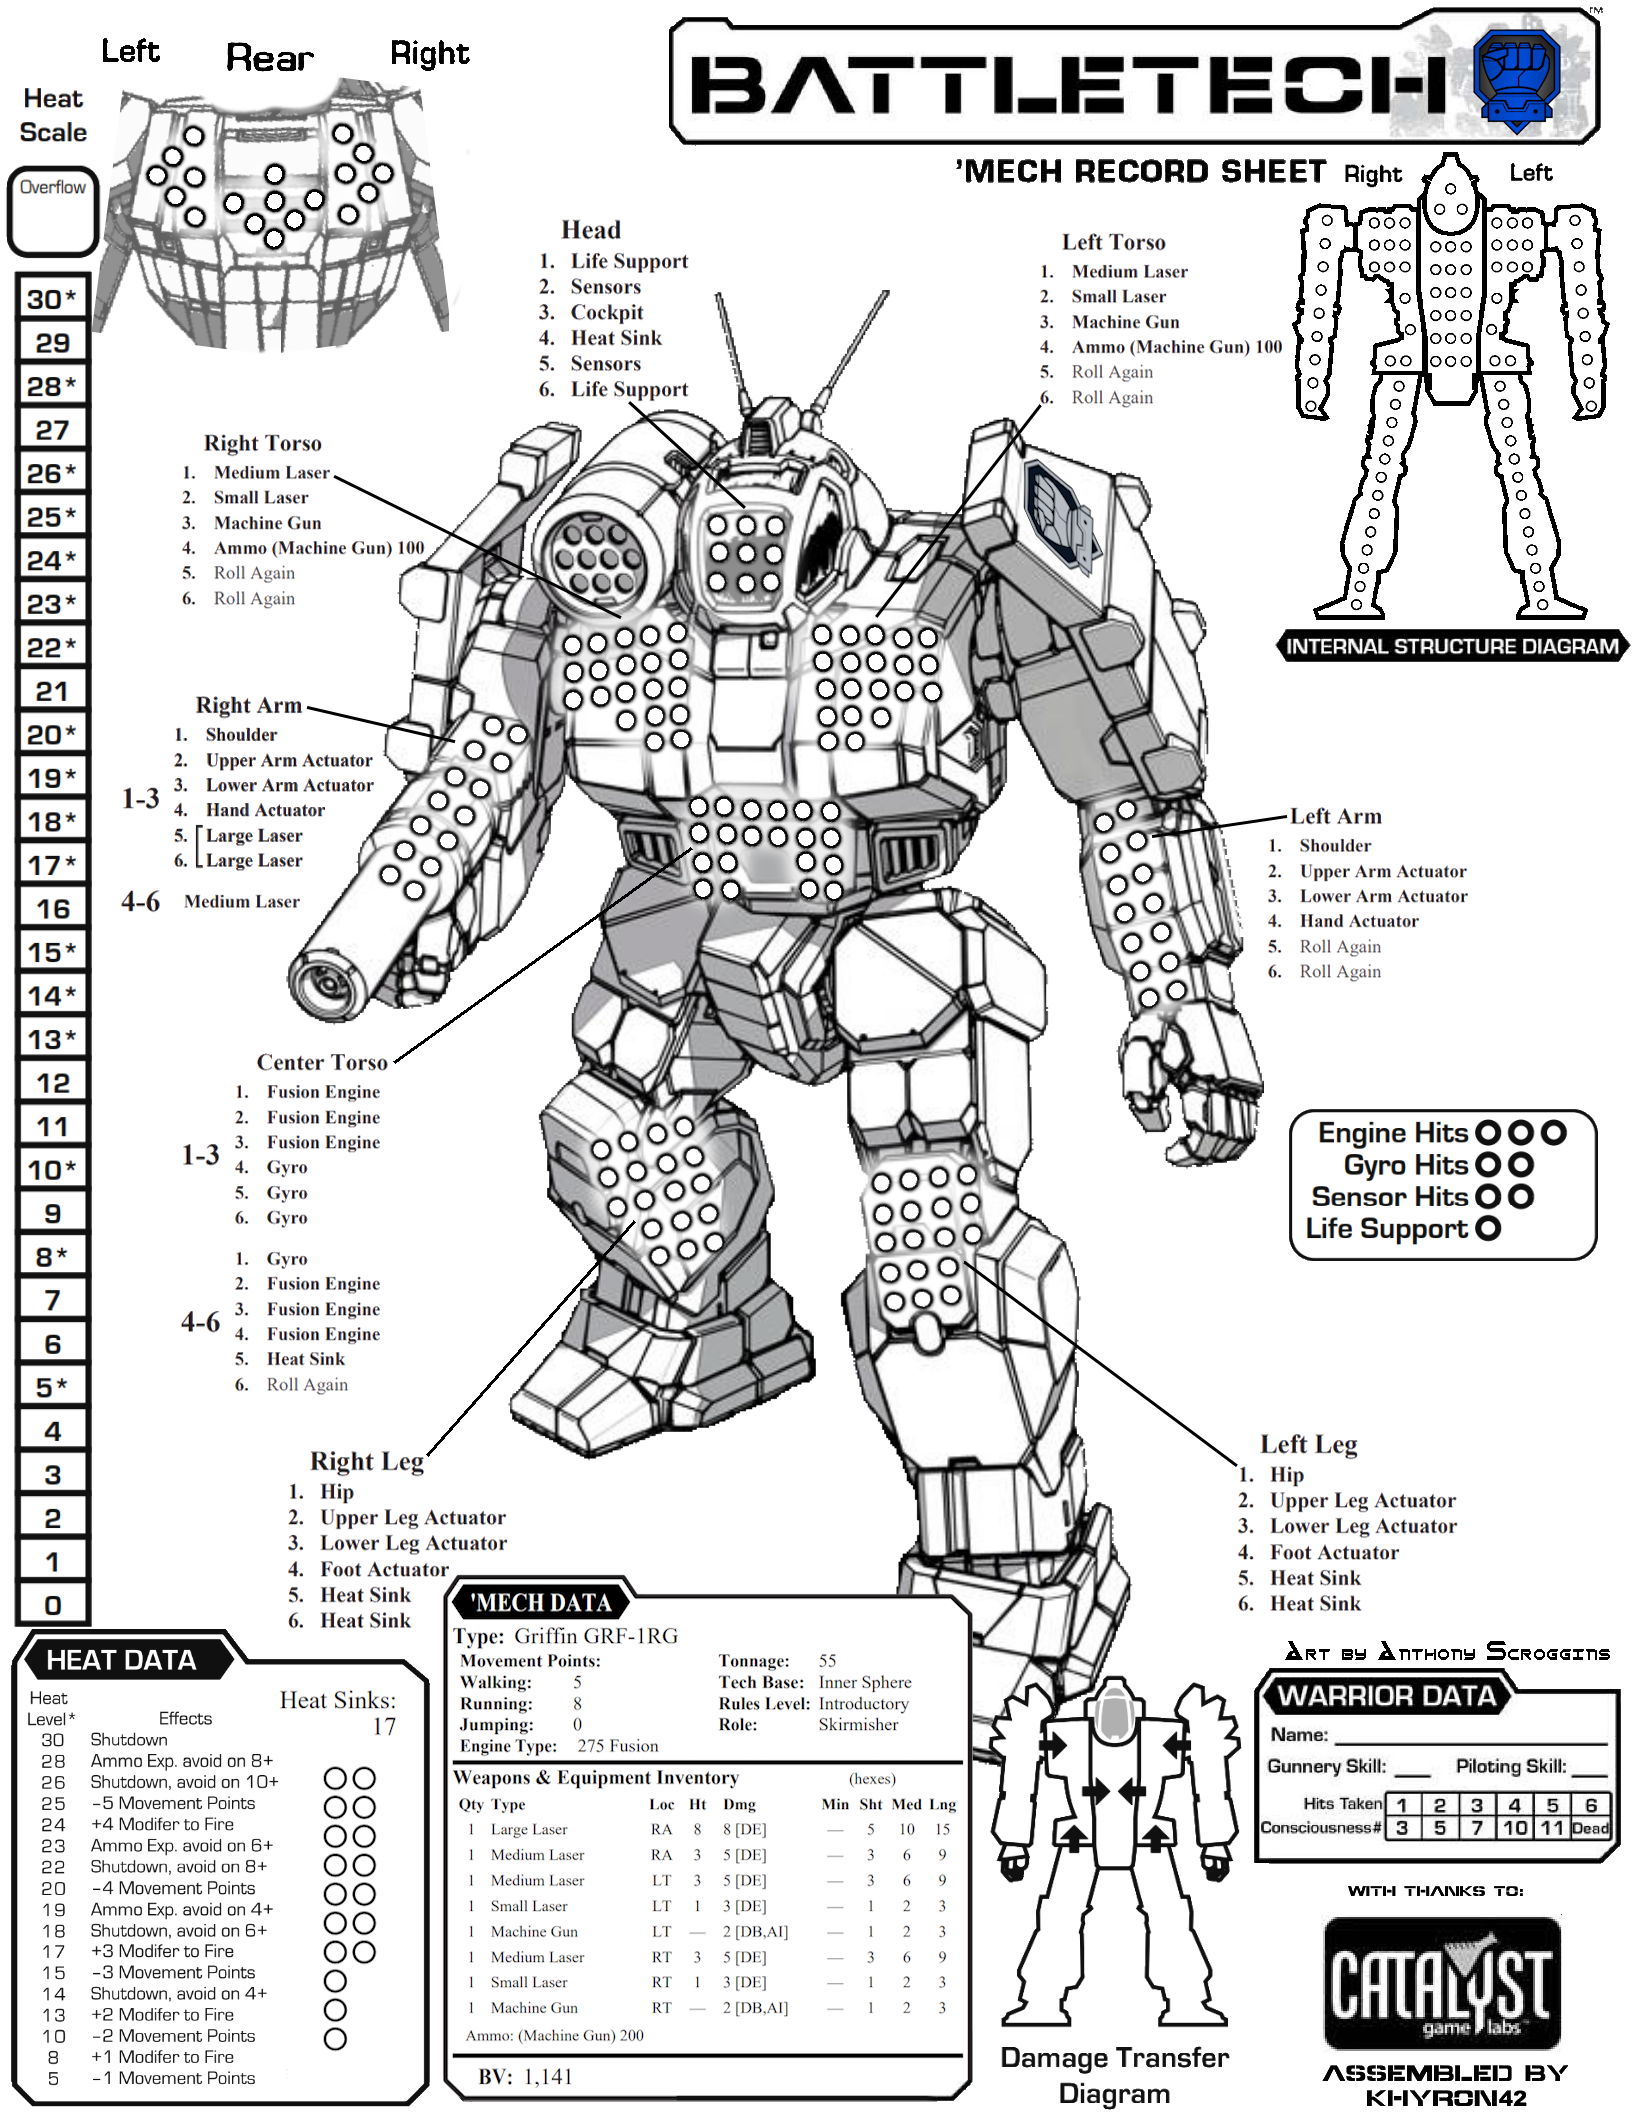 Left Rear Right
BATTLETECH
™
'MECH RECORD SHEET
Right Left
INTERNAL STRUCTURE DIAGRAM
Heat
Scale
Overflow
30*
29
28*
27
26*
25*
24*
23*
22*
21
20*
19*
18*
17*
16
15*
14*
13*
12
11
10*
9
8*
7
6
5*
4
3
2
1
0
Head
1. Life Support
2. Sensors
3. Cockpit
4. Heat Sink
5. Sensors
6. Life Support
Left Torso
1. Medium Laser
2. Small Laser
3. Machine Gun
4. Ammo (Machine Gun) 100
5. Roll Again
6. Roll Again
Right Torso
1. Medium Laser
2. Small Laser
3. Machine Gun
4. Ammo (Machine Gun) 100
5. Roll Again
6. Roll Again
Right Arm
1. Shoulder
2. Upper Arm Actuator
1-3
3. Lower Arm Actuator
4. Hand Actuator
5. Large Laser
6. Large Laser
4-6 Medium Laser
Left Arm
1. Shoulder
2. Upper Arm Actuator
3. Lower Arm Actuator
4. Hand Actuator
5. Roll Again
6. Roll Again
Center Torso
1. Fusion Engine
2. Fusion Engine
1-3
3. Fusion Engine
4. Gyro
5. Gyro
6. Gyro
1. Gyro
2. Fusion Engine
4-6
3. Fusion Engine
4. Fusion Engine
5. Heat Sink
6. Roll Again
Engine Hits
Gyro Hits
Sensor Hits
Life Support
Right Leg
1. Hip
2. Upper Leg Actuator
3. Lower Leg Actuator
4. Foot Actuator
5. Heat Sink
6. Heat Sink
Left Leg
1. Hip
2. Upper Leg Actuator
3. Lower Leg Actuator
4. Foot Actuator
5. Heat Sink
6. Heat Sink
HEAT DATA
Heat
Level* Effects
Heat Sinks:
17
30 Shutdown
28 Ammo Exp. avoid on 8+
26 Shutdown, avoid on 10+
25 -5 Movement Points
24 +4 Modifer to Fire
23 Ammo Exp. avoid on 6+
22 Shutdown, avoid on 8+
20 -4 Movement Points
19 Ammo Exp. avoid on 4+
18 Shutdown, avoid on 6+
17 +3 Modifer to Fire
15 -3 Movement Points
14 Shutdown, avoid on 4+
13 +2 Modifer to Fire
10 -2 Movement Points
8 +1 Modifer to Fire
5 -1 Movement Points
'MECH DATA
Type: Griffin GRF-1RG
Movement Points: Tonnage: 55
Walking: 5 Tech Base: Inner Sphere
Running: 8 Rules Level: Introductory
Jumping: 0 Role: Skirmisher
Engine Type: 275 Fusion
Weapons & Equipment Inventory (hexes)
Qty Type Loc Ht Dmg Min Sht Med Lng
1 Large Laser RA 8 8 [DE] — 5 10 15
1 Medium Laser RA 3 5 [DE] — 3 6 9
1 Medium Laser LT 3 5 [DE] — 3 6 9
1 Small Laser LT 1 3 [DE] — 1 2 3
1 Machine Gun LT — 2 [DB,AI] — 1 2 3
1 Medium Laser RT 3 5 [DE] — 3 6 9
1 Small Laser RT 1 3 [DE] — 1 2 3
1 Machine Gun RT — 2 [DB,AI] — 1 2 3
Ammo: (Machine Gun) 200
BV: 1,141
Damage Transfer
Diagram
ART BY ANTHONY SCROGGINS
WARRIOR DATA
Name:
Gunnery Skill: Piloting Skill:
Hits Taken 1 2 3 4 5 6
Consciousness# 3 5 7 10 11 Dead
WITH THANKS TO:
CATALYST
game labs™
ASSEMBLED BY
KHYRON42